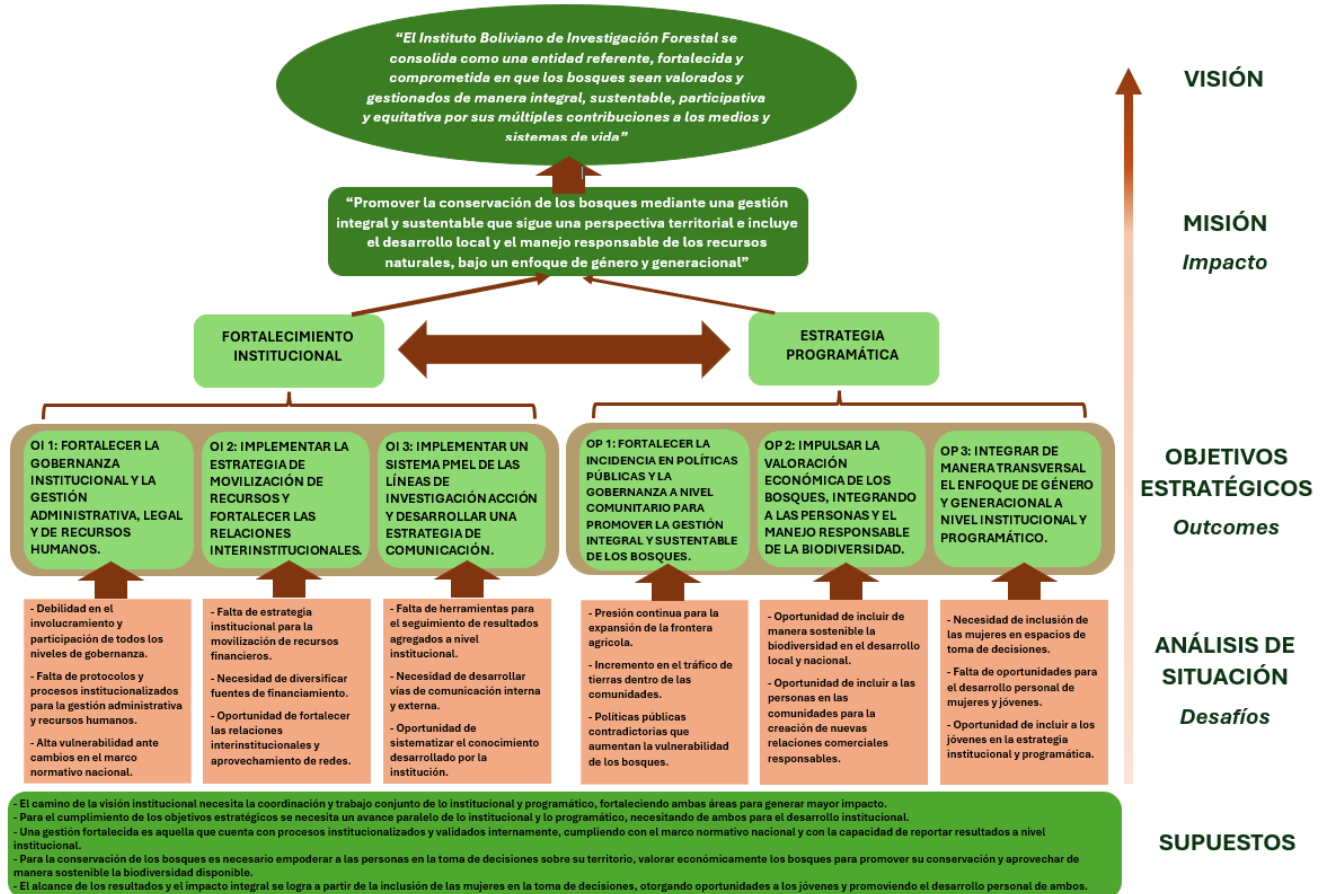 “El Instituto Boliviano de Investigación Forestal se
consolida como una entidad referente, fortalecida y
comprometida en que los bosques sean valorados y
gestionados de manera integral, sustentable, participativa
y equitativa por sus múltiples contribuciones a los medios y
sistemas de vida”
VISIÓN
“Promover la conservación de los bosques mediante una gestión
integral y sustentable que sigue una perspectiva territorial e incluye
el desarrollo local y el manejo responsable de los recursos
naturales, bajo un enfoque de género y generacional”
MISIÓN
Impacto
FORTALECIMIENTO
INSTITUCIONAL
ESTRATEGIA
PROGRAMÁTICA
OI 1: FORTALECER LA
GOBERNANZA
INSTITUCIONAL Y LA
GESTIÓN
ADMINISTRATIVA, LEGAL
Y DE RECURSOS
HUMANOS.
OI 2: IMPLEMENTAR LA
ESTRATEGIA DE
MOVILIZACIÓN DE
RECURSOS Y
FORTALECER LAS
RELACIONES
INTERINSTITUCIONALES.
OI 3: IMPLEMENTAR UN
SISTEMA PMEL DE LAS
LÍNEAS DE
INVESTIGACIÓN ACCIÓN
Y DESARROLLAR UNA
ESTRATEGIA DE
COMUNICACIÓN.
OP 1: FORTALECER LA
INCIDENCIA EN POLÍTICAS
PÚBLICAS Y LA
GOBERNANZA A NIVEL
COMUNITARIO PARA
PROMOVER LA GESTIÓN
INTEGRAL Y SUSTENTABLE
DE LOS BOSQUES.
OP 2: IMPULSAR LA
VALORACIÓN
ECONÓMICA DE LOS
BOSQUES, INTEGRANDO
A LAS PERSONAS Y EL
MANEJO RESPONSABLE
DE LA BIODIVERSIDAD.
OP 3: INTEGRAR DE
MANERA TRANSVERSAL
EL ENFOQUE DE GÉNERO
Y GENERACIONAL A
NIVEL INSTITUCIONAL Y
PROGRAMÁTICO.
OBJETIVOS
ESTRATÉGICOS
Outcomes
- Debilidad en el
involucramiento y
participación de todos los
niveles de gobernanza.
- Falta de protocolos y
procesos institucionalizados
para la gestión administrativa
y recursos humanos.
- Alta vulnerabilidad ante
cambios en el marco
normativo nacional.
- Falta de estrategia
institucional para la
movilización de recursos
financieros.
- Necesidad de diversificar
fuentes de financiamiento.
- Oportunidad de fortalecer
las relaciones
interinstitucionales y
aprovechamiento de redes.
- Falta de herramientas para
el seguimiento de resultados
agregados a nivel
institucional.
- Necesidad de desarrollar
vías de comunicación interna
y externa.
- Oportunidad de
sistematizar el conocimiento
desarrollado por la
institución.
- Presión continua para la
expansión de la frontera
agrícola.
- Incremento en el tráfico de
tierras dentro de las
comunidades.
- Políticas públicas
contradictorias que
aumentan la vulnerabilidad
de los bosques.
- Oportunidad de incluir de
manera sostenible la
biodiversidad en el desarrollo
local y nacional.
- Oportunidad de incluir a las
personas en las
comunidades para la
creación de nuevas
relaciones comerciales
responsables.
- Necesidad de inclusión de
las mujeres en espacios de
toma de decisiones.
- Falta de oportunidades para
el desarrollo personal de
mujeres y jóvenes.
- Oportunidad de incluir a los
jóvenes en la estrategia
institucional y programática.
ANÁLISIS DE
SITUACIÓN
Desafíos
- El camino de la visión institucional necesita la coordinación y trabajo conjunto de lo institucional y programático, fortaleciendo ambas áreas para generar mayor impacto.
- Para el cumplimiento de los objetivos estratégicos se necesita un avance paralelo de lo institucional y lo programático, necesitando de ambos para el desarrollo institucional.
- Una gestión fortalecida es aquella que cuenta con procesos institucionalizados y validados internamente, cumpliendo con el marco normativo nacional y con la capacidad de reportar resultados a nivel
institucional.
- Para la conservación de los bosques es necesario empoderar a las personas en la toma de decisiones sobre su territorio, valorar económicamente los bosques para promover su conservación y aprovechar de
manera sostenible la biodiversidad disponible.
- El alcance de los resultados y el impacto integral se logra a partir de la inclusión de las mujeres en la toma de decisiones, otorgando oportunidades a los jóvenes y promoviendo el desarrollo personal de ambos.
SUPUESTOS